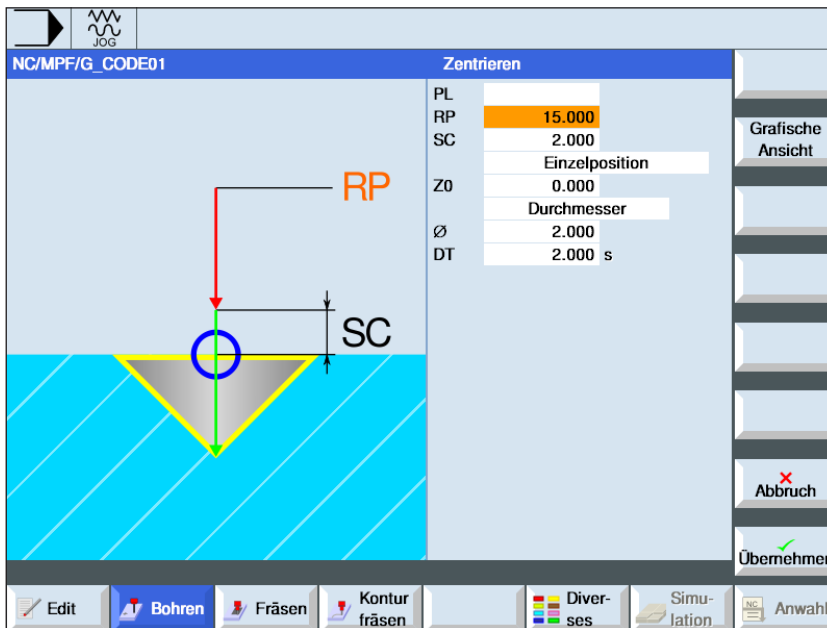 JOG
NC/MPF/G_CODE01
Zentrieren
PL
RP 15.000
SC 2.000
Einzelposition
Z0 0.000
Durchmesser
Ø 2.000
DT 2.000 s
RP
SC
Grafische
Ansicht
Abbruch
Übernehmen
Edit
Bohren
Fräsen
Kontur
fräsen
Diver-
ses
Simu-
lation
NC
Anwahl